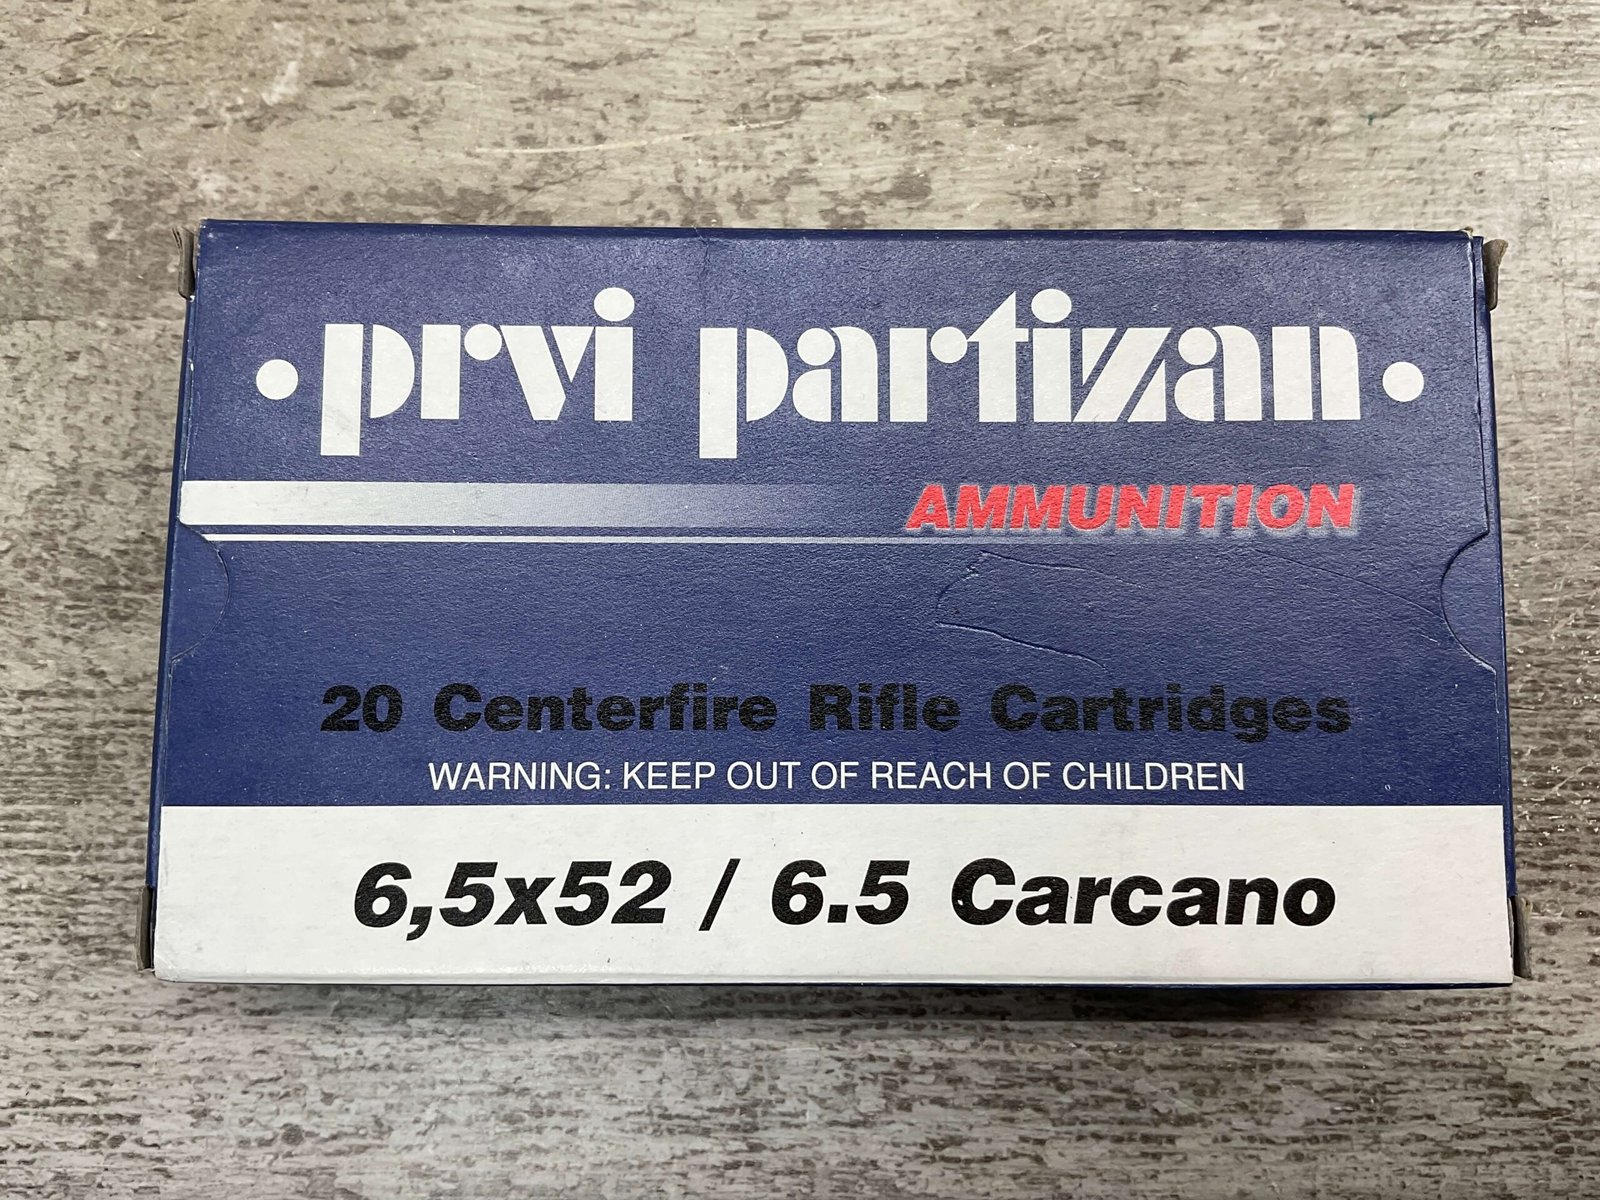 • prvi partizan •
AMMUNITION
20 Centerfire Rifle Cartridges
WARNING: KEEP OUT OF REACH OF CHILDREN
6,5x52 / 6.5 Carcano